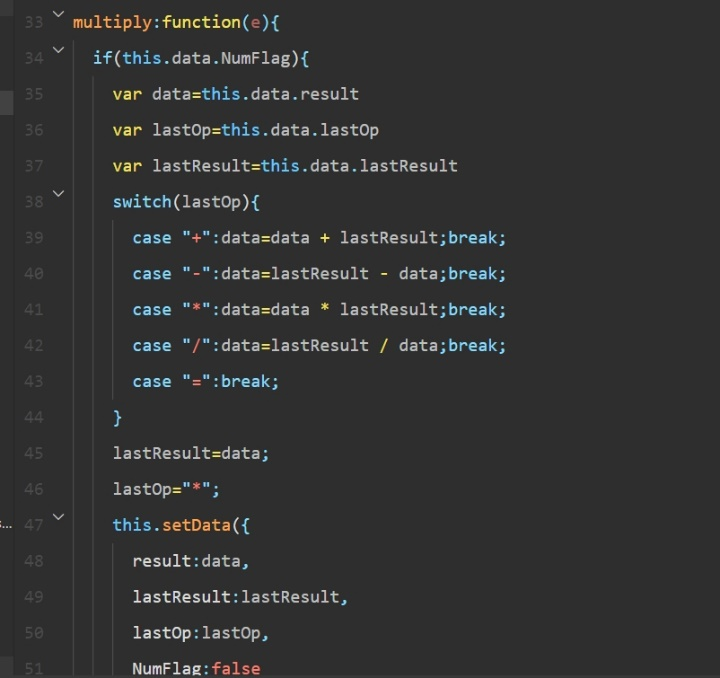 33 multiply:function(e){
34 if(this.data.NumFlag){
35 var data=this.data.result
36 var lastOp=this.data.lastOp
37 var lastResult=this.data.lastResult
38 switch(lastOp){
39 case "+":data=data + lastResult;break;
40 case "-":data=lastResult - data;break;
41 case "*":data=data * lastResult;break;
42 case "/":data=lastResult / data;break;
43 case "=":break;
44 }
45 lastResult=data;
46 lastOp="*";
47 this.setData({
48 result:data,
49 lastResult:lastResult,
50 lastOp:lastOp,
51 NumFlag:false